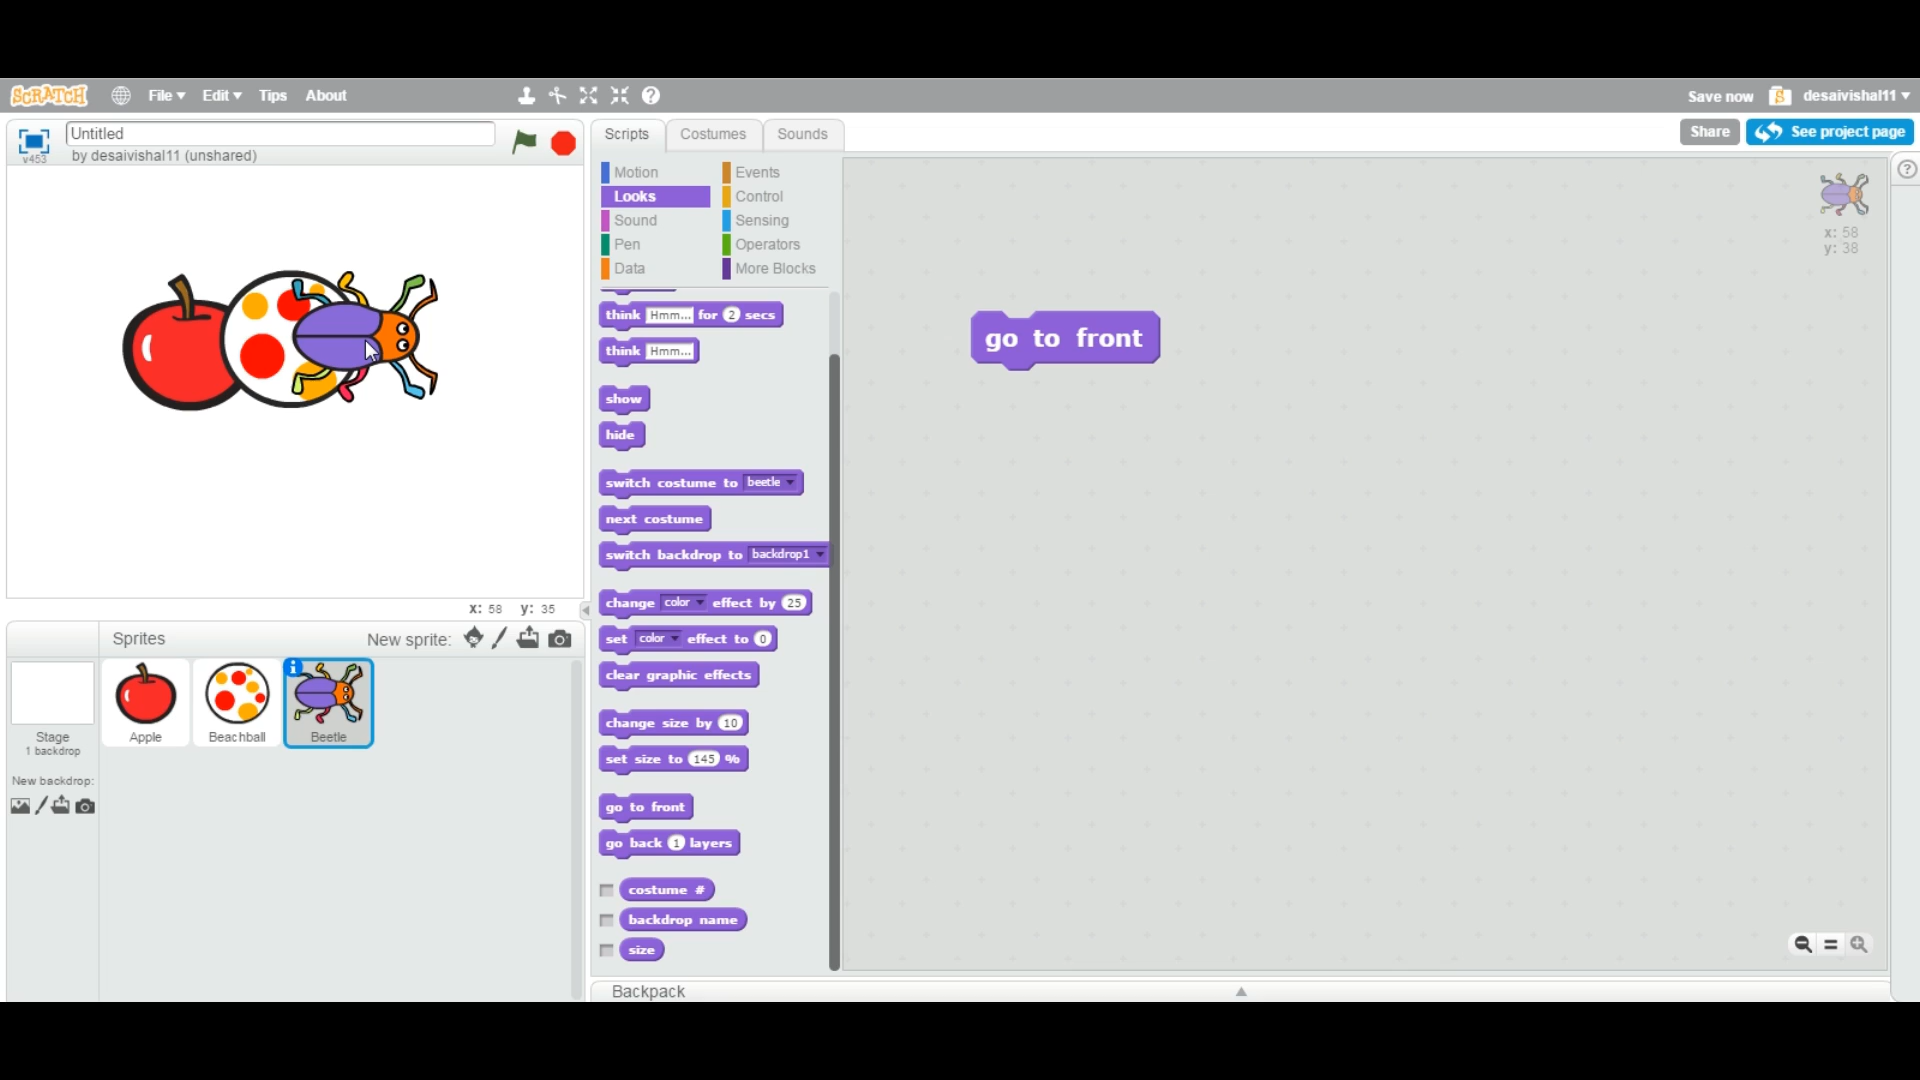 SCRATCH File Edit Tips About
Save now desaivishal11
v453
Untitled
by desaivishal11 (unshared)
Scripts Costumes Sounds
Share See project page
Motion Events
Looks Control
Sound Sensing
Pen Operators
Data More Blocks
x: 58
y: 38
think Hmm... for 2 secs
think Hmm...
show
hide
switch costume to beetle
next costume
switch backdrop to backdrop1
change color effect by 25
set color effect to 0
clear graphic effects
change size by 10
set size to 145 %
go to front
go back 1 layers
costume #
backdrop name
size
go to front
x: 58 y: 35
Sprites New sprite:
Apple Beachball Beetle
Stage
1 backdrop
New backdrop:
Backpack